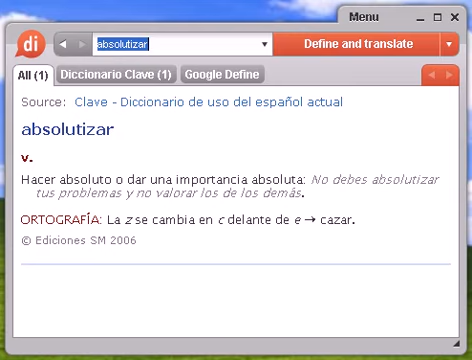 Menu
di
absolutizar
Define and translate
All (1)
Diccionario Clave (1)
Google Define
Source: Clave - Diccionario de uso del español actual
absolutizar
v.
Hacer absoluto o dar una importancia absoluta: No debes absolutizar
tus problemas y no valorar los de los demás.
ORTOGRAFÍA: La z se cambia en c delante de e → cazar.
© Ediciones SM 2006